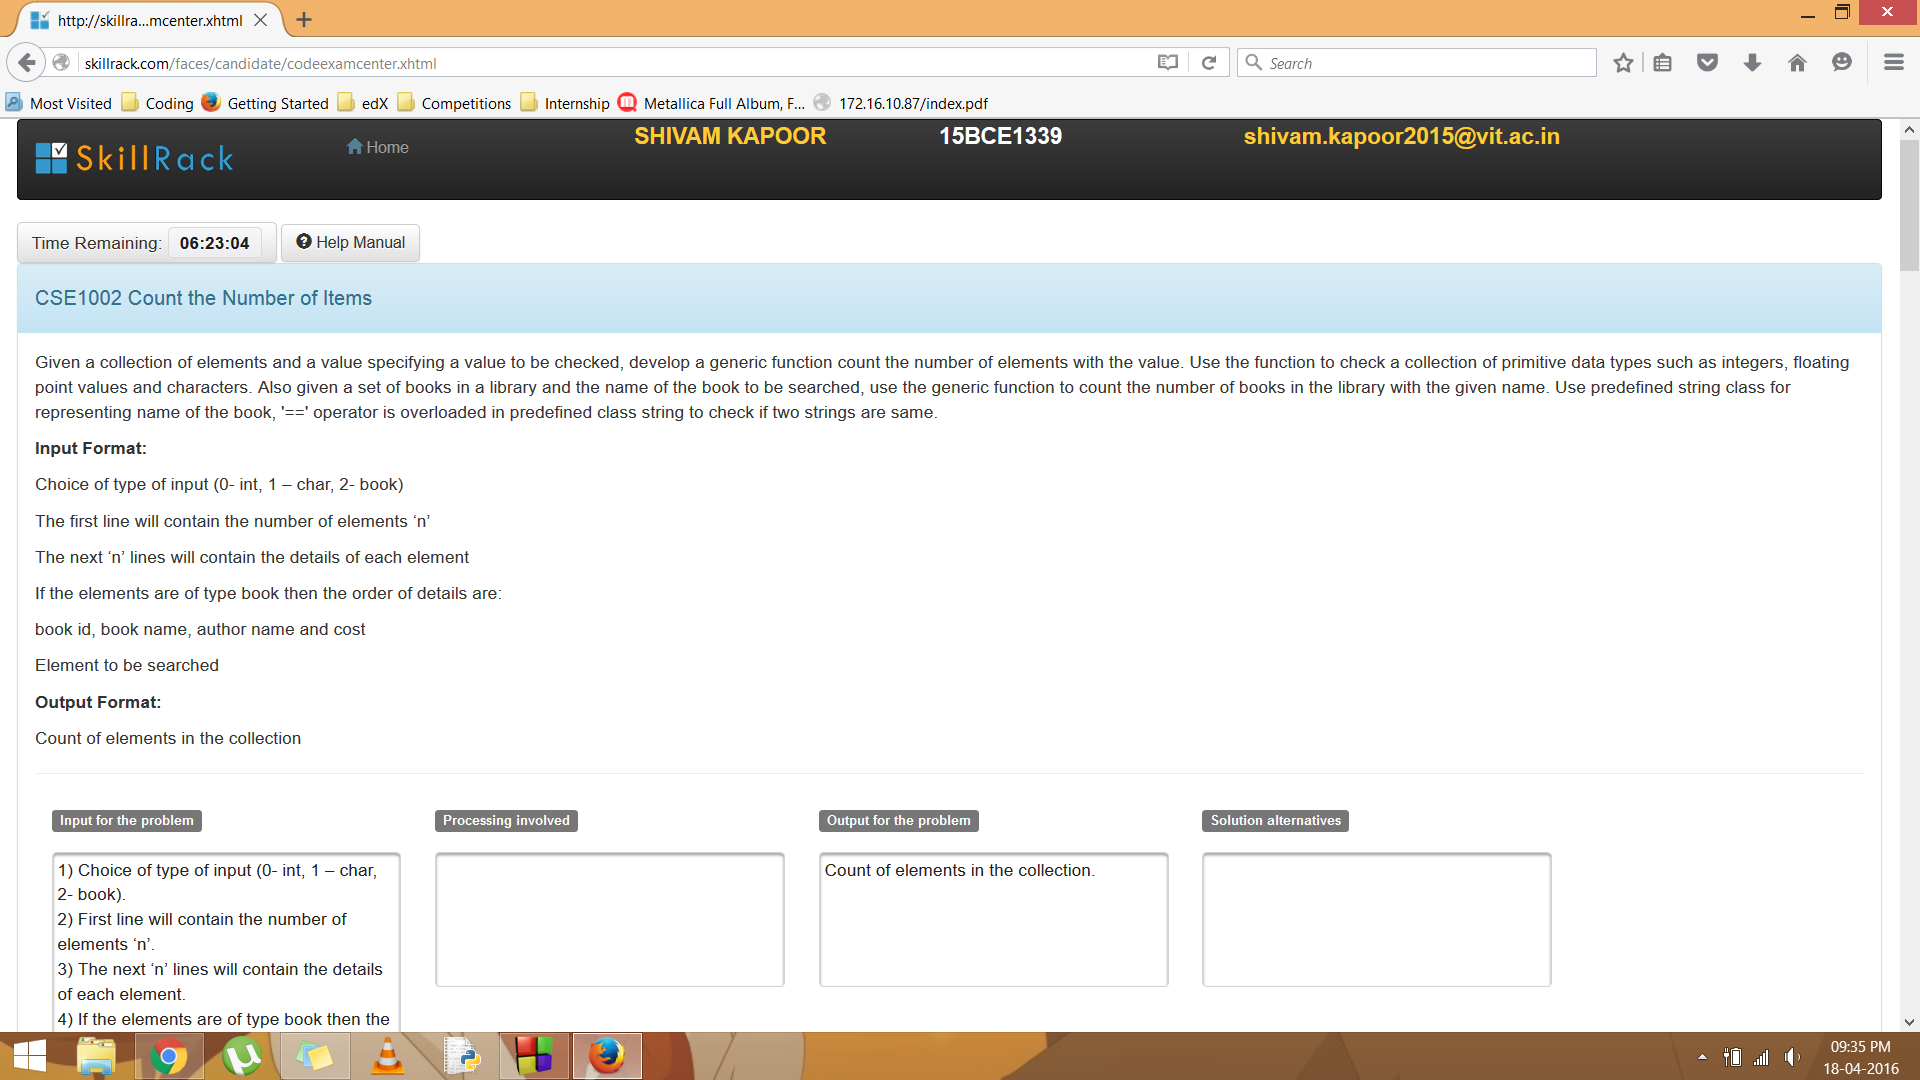 http://skillra...mcenter.xhtml
skillrack.com/faces/candidate/codeexamcenter.xhtml
Search
Most Visited Coding Getting Started edX Competitions Internship Metallica Full Album, F... 172.16.10.87/index.pdf
SkillRack Home SHIVAM KAPOOR 15BCE1339 shivam.kapoor2015@vit.ac.in
Time Remaining: 06:23:04 Help Manual
CSE1002 Count the Number of Items
Given a collection of elements and a value specifying a value to be checked, develop a generic function count the number of elements with the value. Use the function to check a collection of primitive data types such as integers, floating
point values and characters. Also given a set of books in a library and the name of the book to be searched, use the generic function to count the number of books in the library with the given name. Use predefined string class for
representing name of the book, '==' operator is overloaded in predefined class string to check if two strings are same.
Input Format:
Choice of type of input (0- int, 1 – char, 2- book)
The first line will contain the number of elements ‘n’
The next ‘n’ lines will contain the details of each element
If the elements are of type book then the order of details are:
book id, book name, author name and cost
Element to be searched
Output Format:
Count of elements in the collection
Input for the problem
1) Choice of type of input (0- int, 1 – char,
2- book).
2) First line will contain the number of
elements ‘n’.
3) The next ‘n’ lines will contain the details
of each element.
4) If the elements are of type book then the
Processing involved
Output for the problem
Count of elements in the collection.
Solution alternatives
09:35 PM
18-04-2016